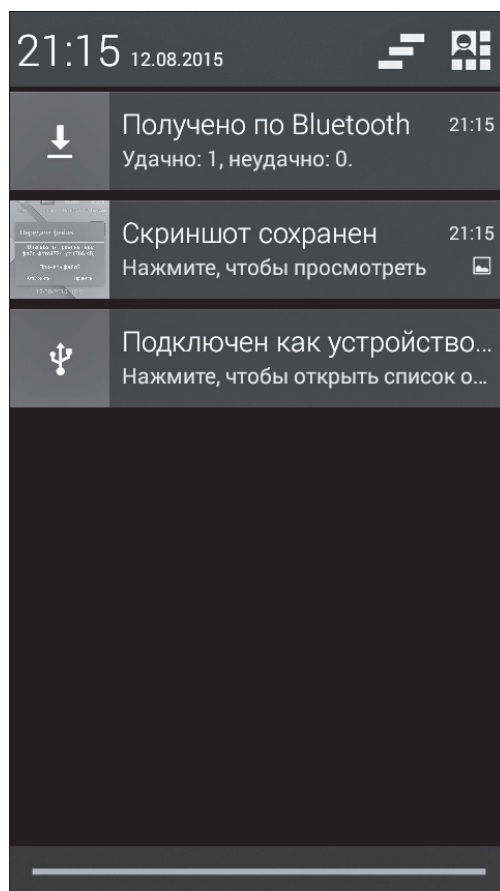 21:15 12.08.2015
Получено по Bluetooth 21:15
Удачно: 1, неудачно: 0.
Скриншот сохранен 21:15
Нажмите, чтобы просмотреть
Подключен как устройство...
Нажмите, чтобы открыть список о...